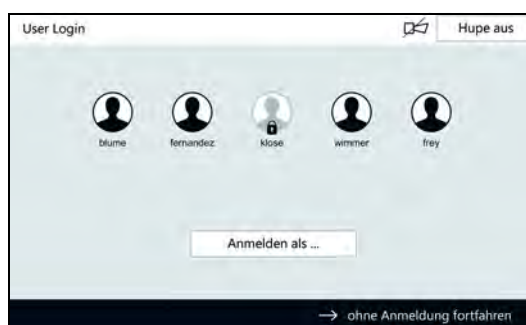 User Login
Hupe aus
blume fernandez klose wimmer frey
Anmelden als ...
→ ohne Anmeldung fortfahren